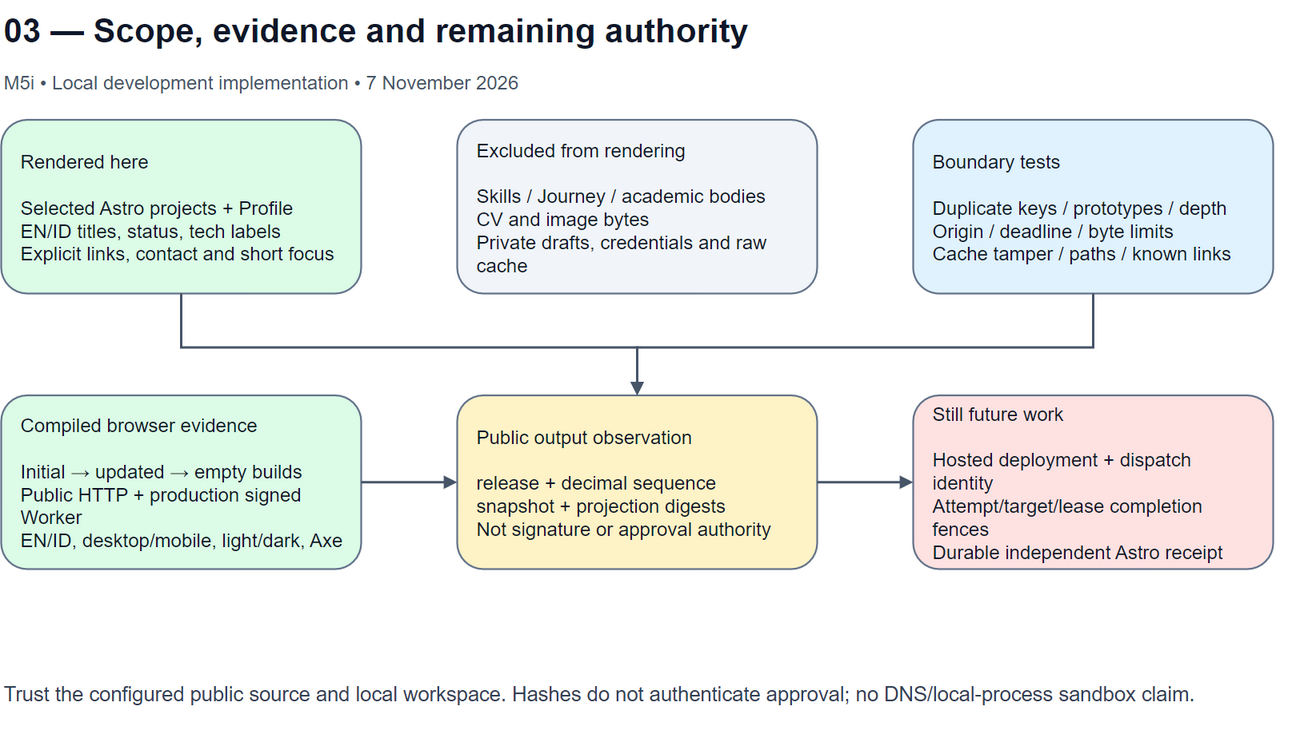 03 — Scope, evidence and remaining authority
M5i • Local development implementation • 7 November 2026
Rendered here
Selected Astro projects + Profile
EN/ID titles, status, tech labels
Explicit links, contact and short focus
Excluded from rendering
Skills / Journey / academic bodies
CV and image bytes
Private drafts, credentials and raw
cache
Boundary tests
Duplicate keys / prototypes / depth
Origin / deadline / byte limits
Cache tamper / paths / known links
Compiled browser evidence
Initial → updated → empty builds
Public HTTP + production signed
Worker
EN/ID, desktop/mobile, light/dark, Axe
Public output observation
release + decimal sequence
snapshot + projection digests
Not signature or approval authority
Still future work
Hosted deployment + dispatch
identity
Attempt/target/lease completion
fences
Durable independent Astro receipt
Trust the configured public source and local workspace. Hashes do not authenticate approval; no DNS/local-process sandbox claim.